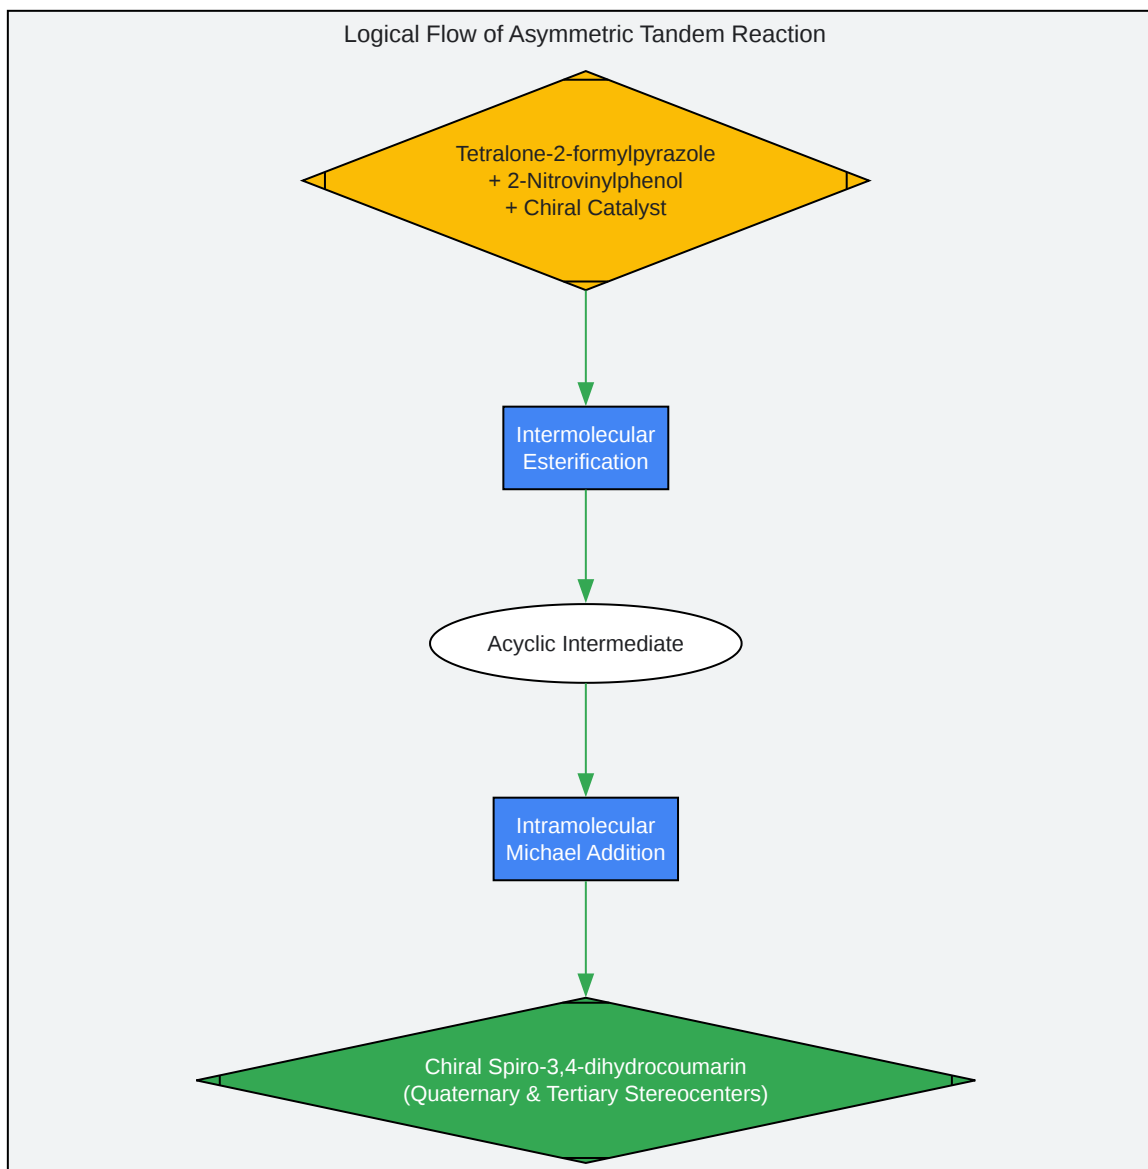 Logical Flow of Asymmetric Tandem Reaction
Tetralone-2-formylpyrazole
+ 2-Nitrovinylphenol
+ Chiral Catalyst
Intermolecular
Esterification
Acyclic Intermediate
Intramolecular
Michael Addition
Chiral Spiro-3,4-dihydrocoumarin
(Quaternary & Tertiary Stereocenters)